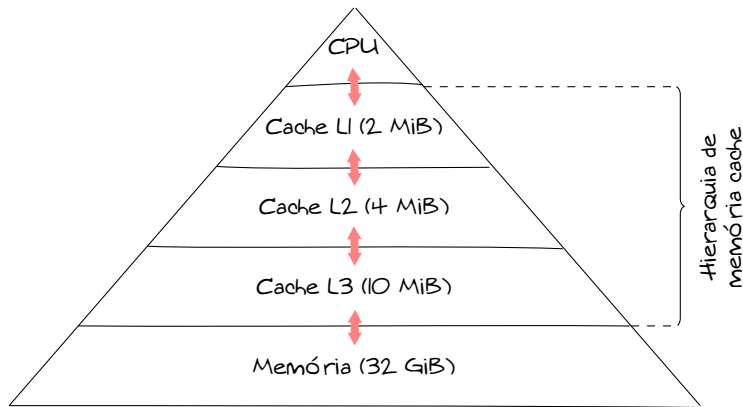 CPU
Cache L1 (2 MiB)
Cache L2 (4 MiB)
Cache L3 (10 MiB)
Memória (32 GiB)
Hierarquia de
memória cache